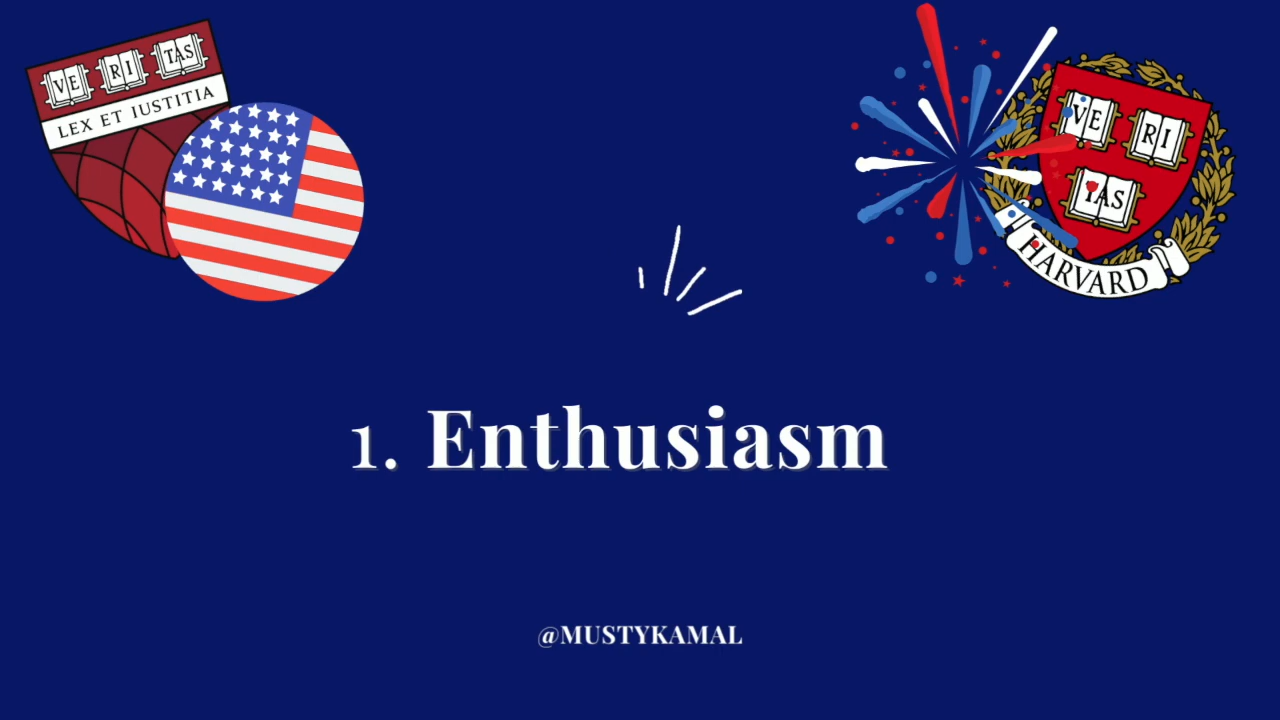 VE RI TAS
LEX ET IUSTITIA
VE RI
TAS
HARVARD
1. Enthusiasm
@MUSTYKAMAL